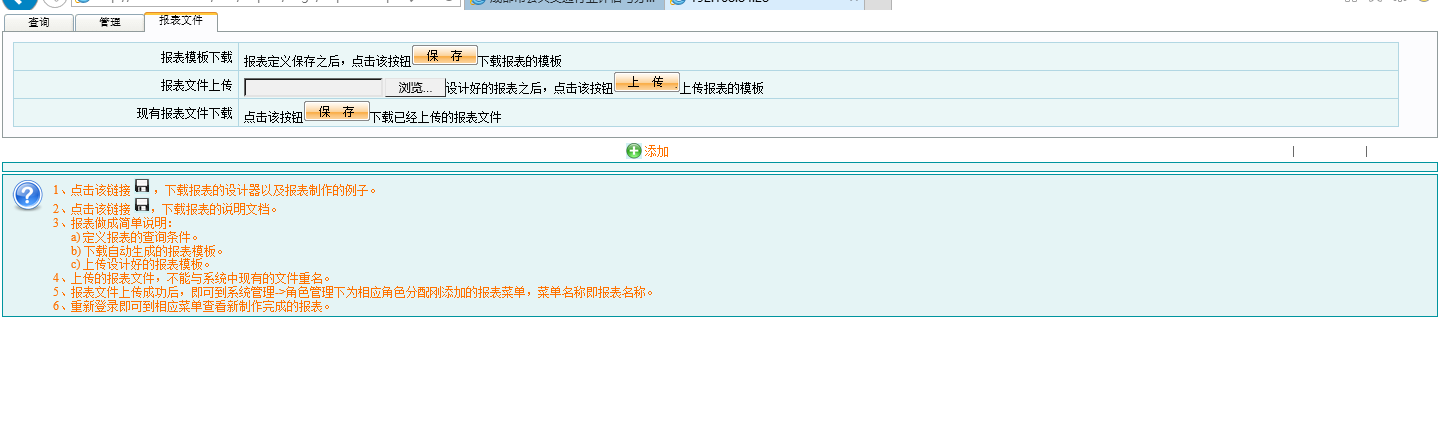 查询 管理 报表文件
报表模板下载 报表定义保存之后，点击该按钮 保 存 下载报表的模板
报表文件上传 浏览... 设计好的报表之后，点击该按钮 上 传 上传报表的模板
现有报表文件下载 点击该按钮 保 存 下载已经上传的报表文件
添加 | |
1、点击该链接 ，下载报表的设计器以及报表制作的例子。
2、点击该链接 ，下载报表的说明文档。
3、报表做成简单说明：
a)定义报表的查询条件。
b)下载自动生成的报表模板。
c)上传设计好的报表模板。
4、上传的报表文件，不能与系统中现有的文件重名。
5、报表文件上传成功后，即可到系统管理->角色管理下为相应角色分配刚添加的报表菜单，菜单名称即报表名称。
6、重新登录即可到相应菜单查看新制作完成的报表。